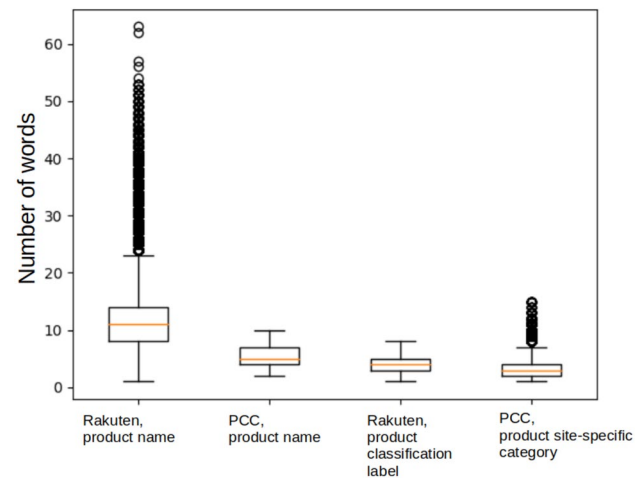 Number of words
60
50
40
30
20
10
0
Rakuten,
product name
PCC,
product name
Rakuten,
product
classification
label
PCC,
product site-specific
category